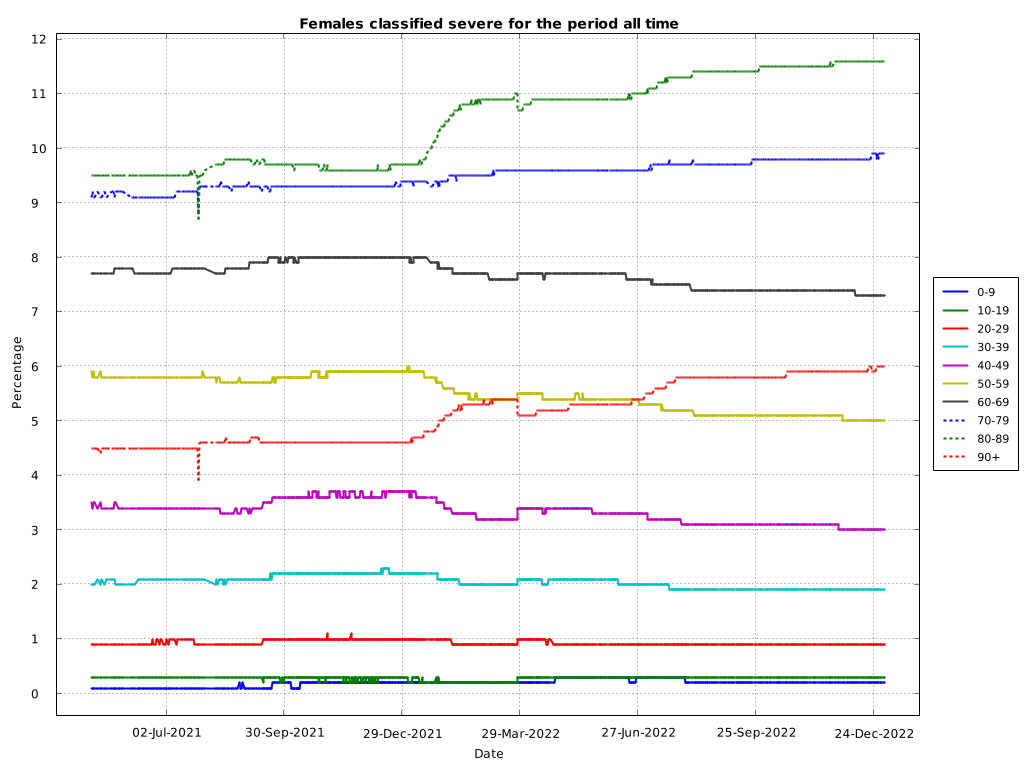 Females classified severe for the period all time
12
11
10
9
8
7
6
5
4
3
2
1
0
Percentage
02-Jul-2021
30-Sep-2021
29-Dec-2021
29-Mar-2022
27-Jun-2022
25-Sep-2022
24-Dec-2022
Date
0-9
10-19
20-29
30-39
40-49
50-59
60-69
70-79
80-89
90+